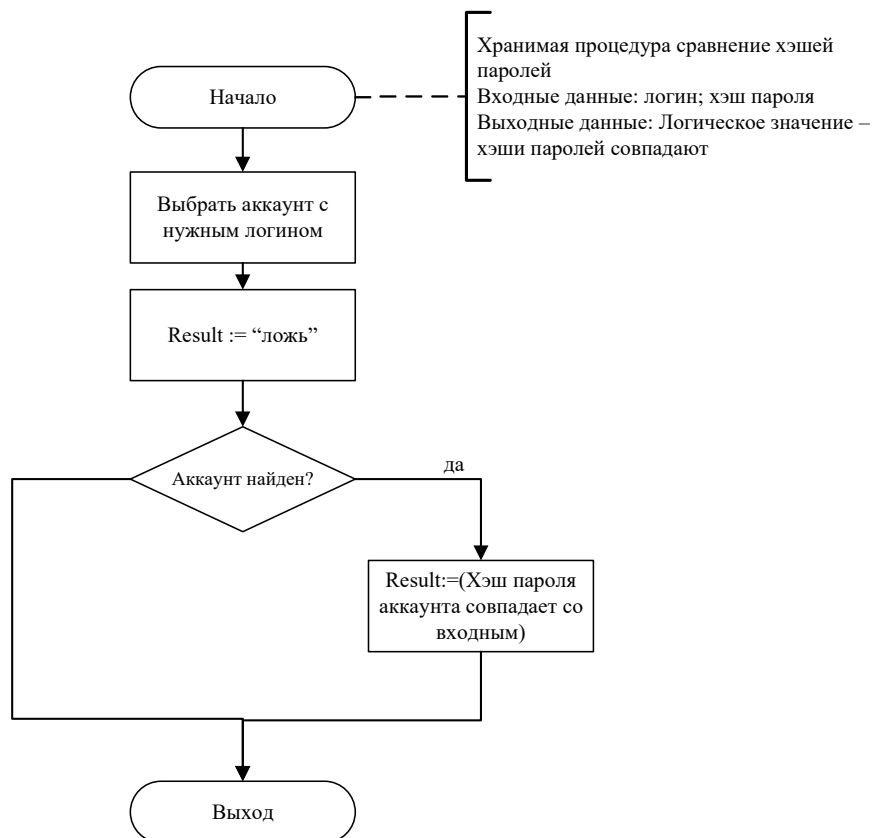 Хранимая процедура сравнение хэшей
паролей
Входные данные: логин; хэш пароля
Выходные данные: Логическое значение –
хэши паролей совпадают
Начало
Выбрать аккаунт с
нужным логином
Result := “ложь”
Аккаунт найден?
да
Result:=(Хэш пароля
аккаунта совпадает со
входным)
Выход